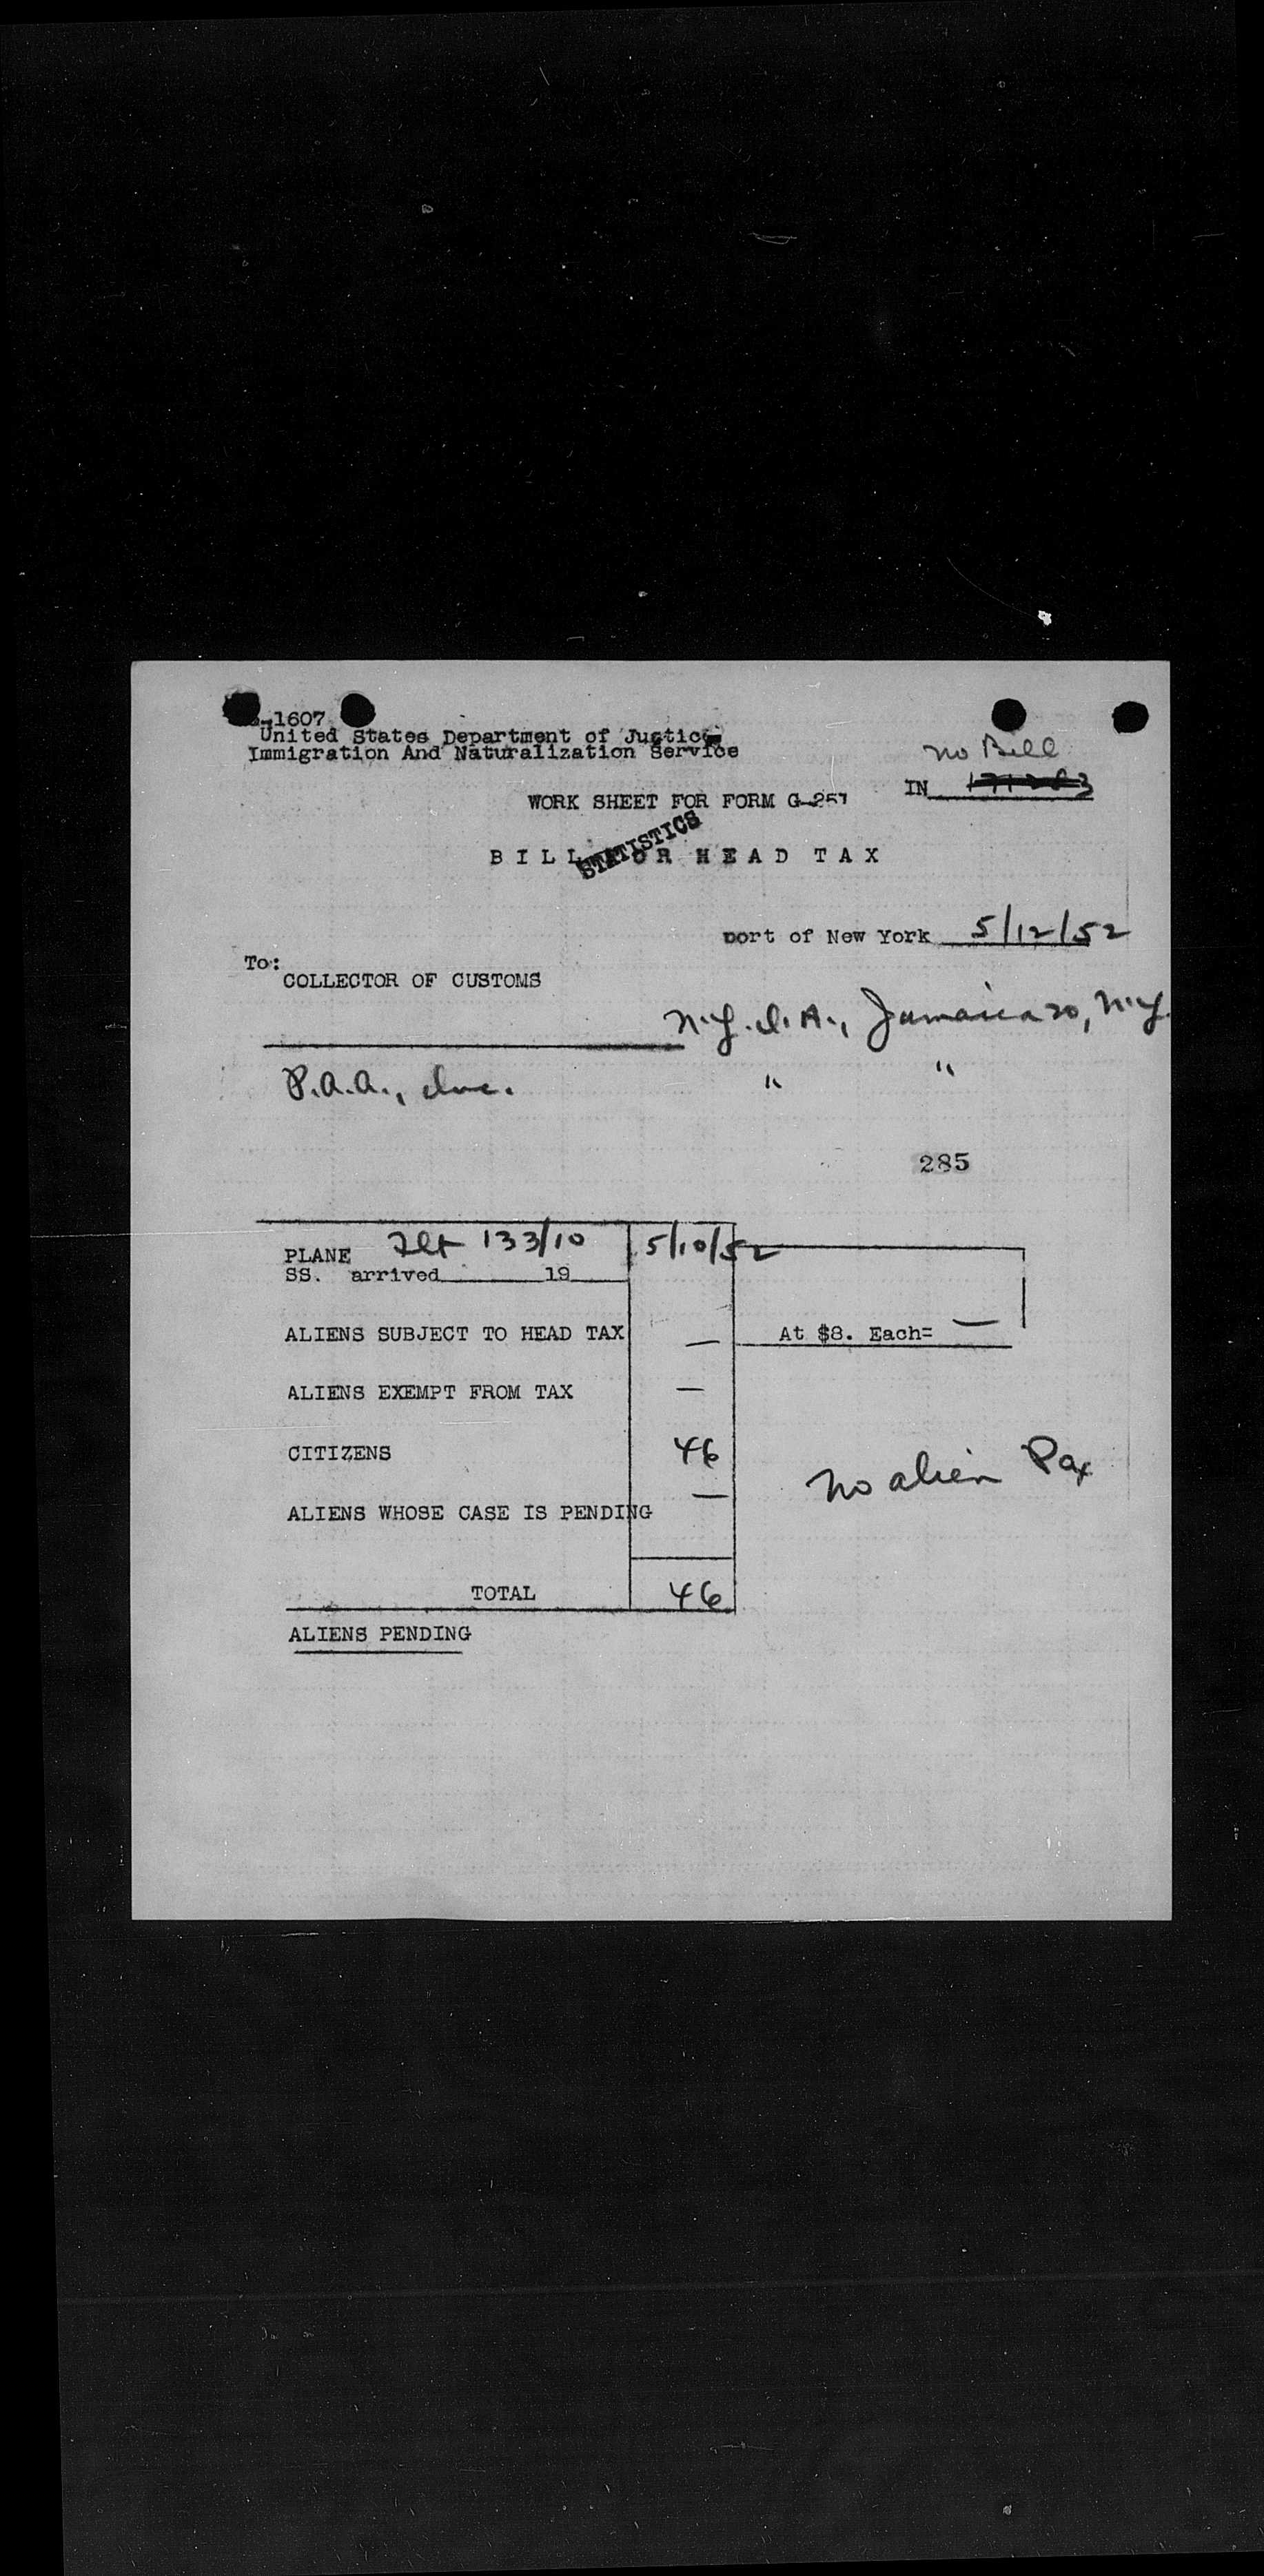 -1607
United States Department of Justice
Immigration And Naturalization Service
no Bill
IN
WORK SHEET FOR FORM G-251
STATISTICS
BILL FOR HEAD TAX
port of New York 5/12/52
To:
COLLECTOR OF CUSTOMS
N.Y.I.A., Jamaica 20, N.Y.
P.A.A., Inc. " "
285
PLANE Flt 133/10 5/10/52
SS. arrived 19
ALIENS SUBJECT TO HEAD TAX — At $8. Each= —
ALIENS EXEMPT FROM TAX —
CITIZENS 46
no alien Pax
ALIENS WHOSE CASE IS PENDING —
TOTAL 46
ALIENS PENDING